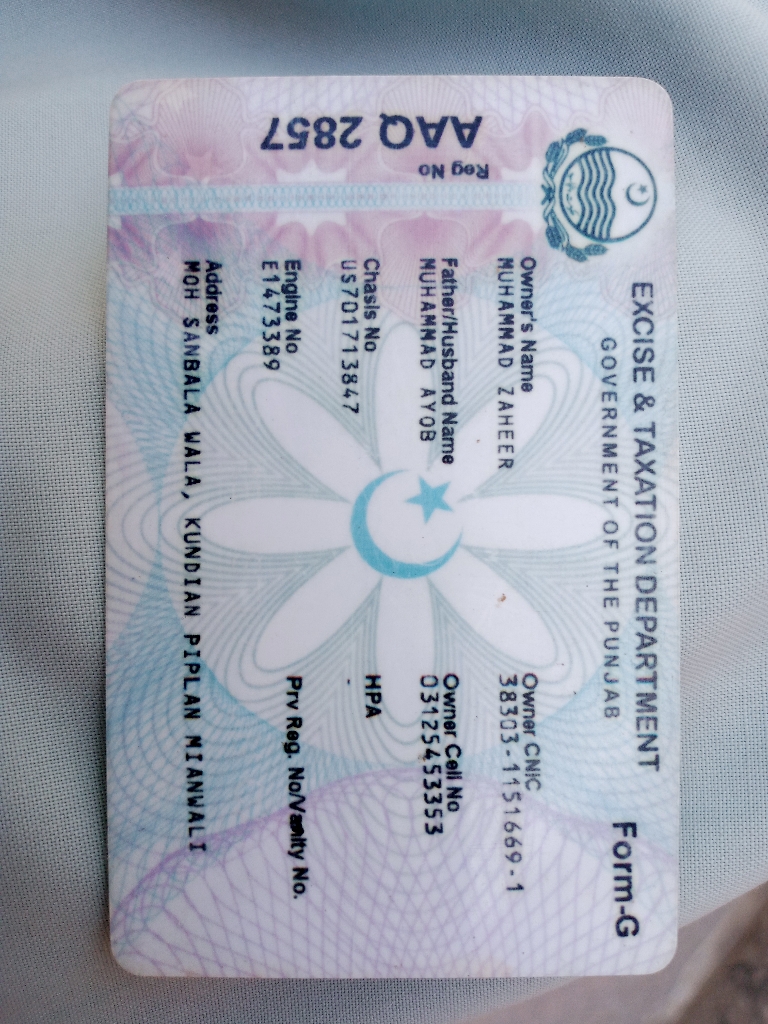 EXCISE & TAXATION DEPARTMENT
Form-G
GOVERNMENT OF THE PUNJAB
Reg No
AAQ 2857
Owner's Name
MUHAMMAD ZAHEER
Owner CNIC
38303-1151669-1
Father/Husband Name
MUHAMMAD AYOB
Owner Cell No
03125453353
Chasis No
US701713847
HPA
-
Engine No
E1473389
Prv Reg. No/Vanity No.
Address
MOH SANBALA WALA, KUNDIAN PIPLAN MIANWALI